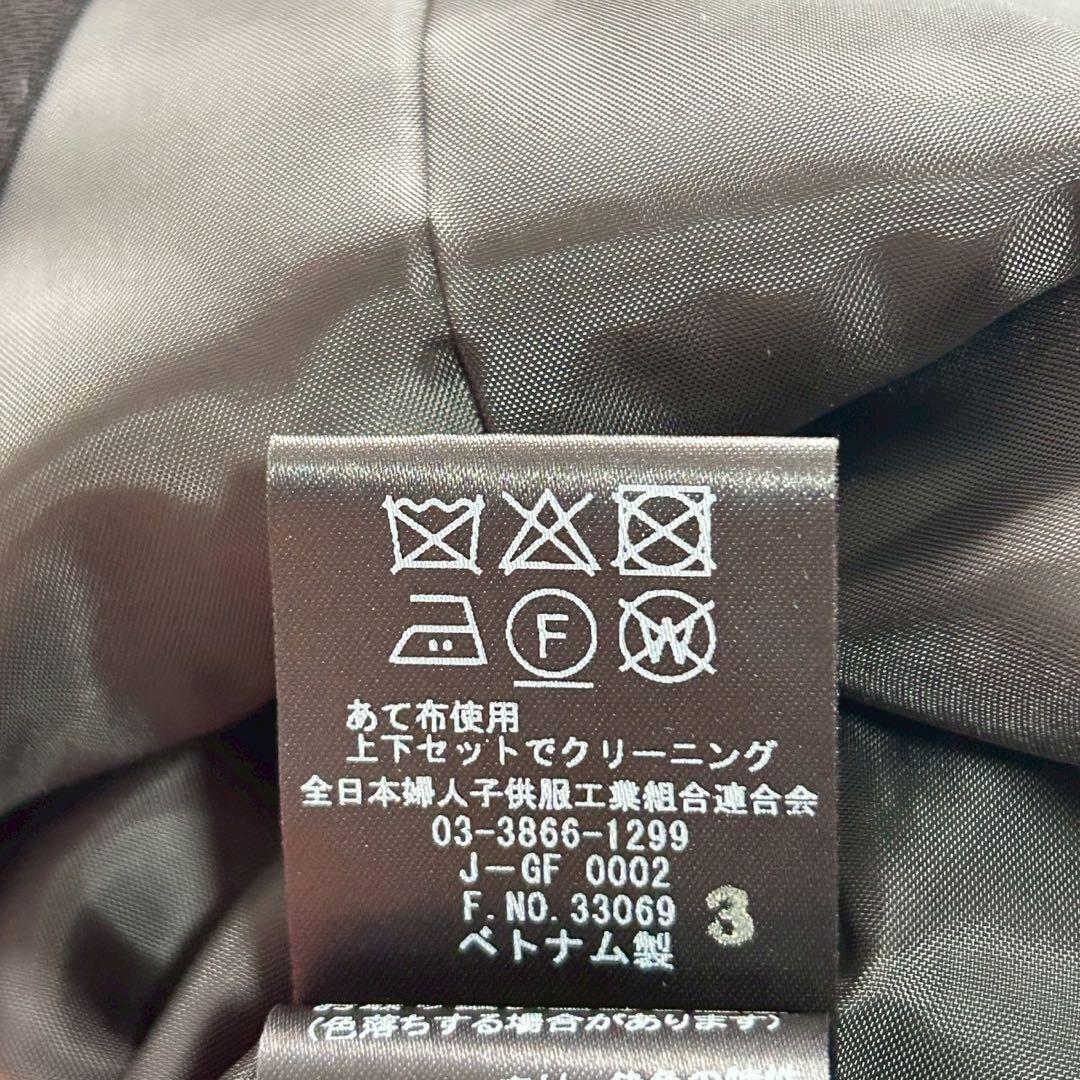 F W
あて布使用
上下セットでクリーニング
全日本婦人子供服工業組合連合会
03-3866-1299
J-GF 0002
F.NO.33069 3
ベトナム製
(色落ちする場合があります)